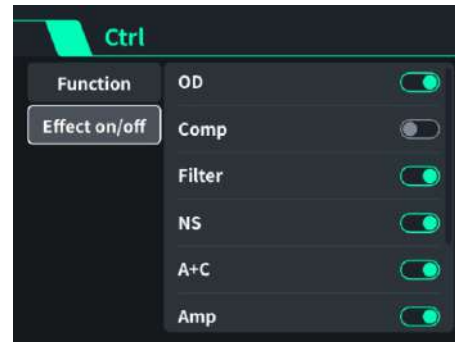 Ctrl
Function
Effect on/off
OD
Comp
Filter
NS
A+C
Amp